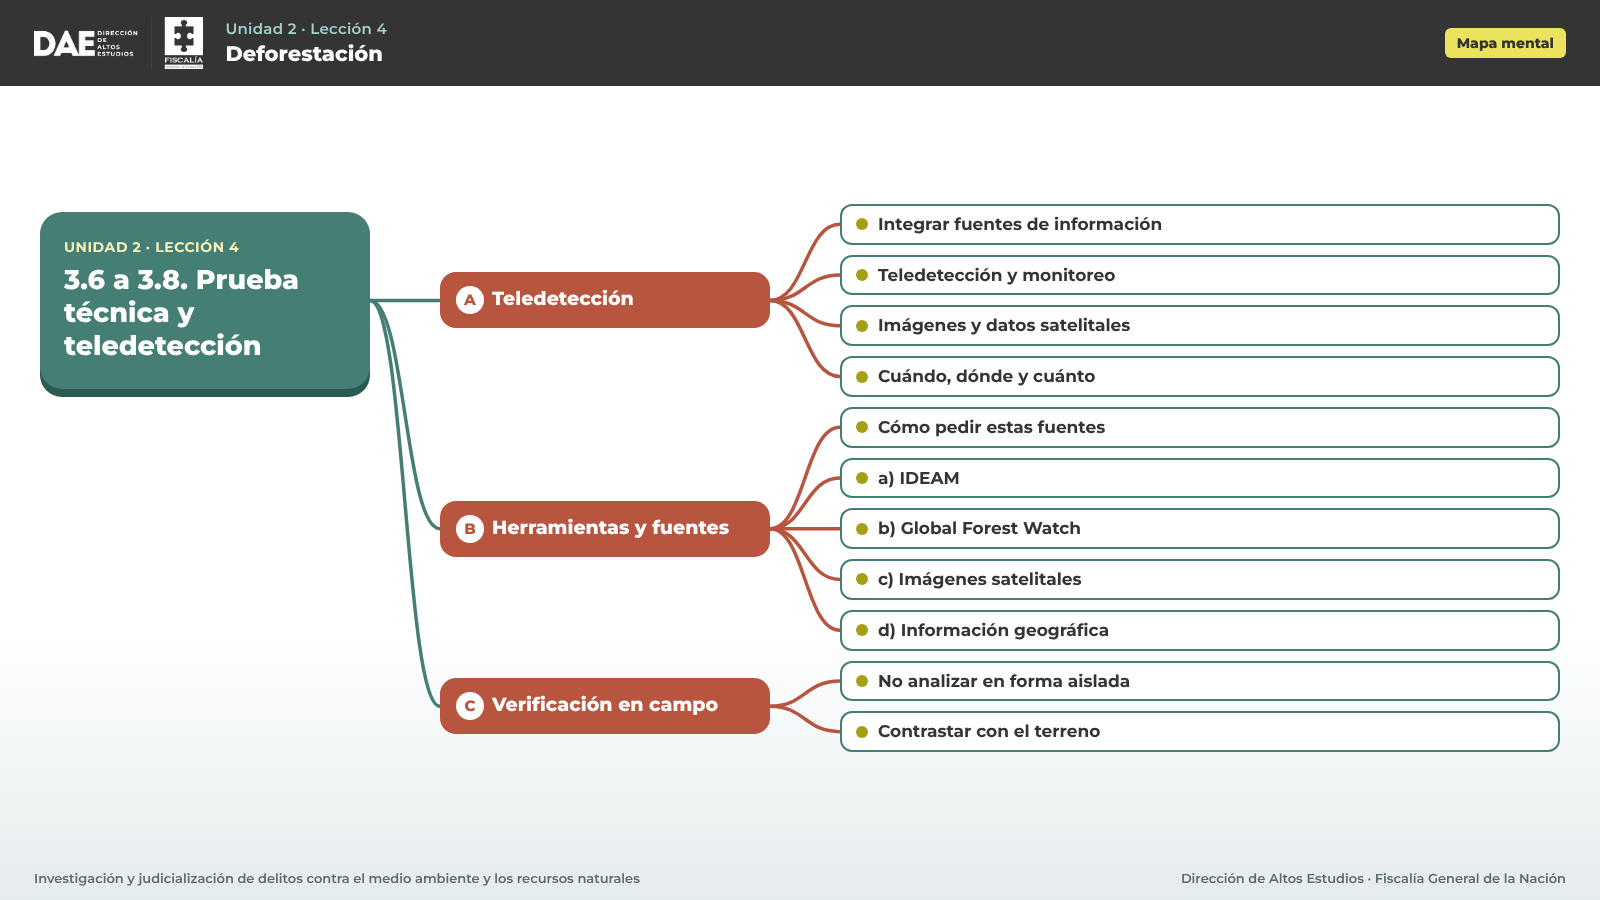 DAE DIRECCIÓN
DE
ALTOS
ESTUDIOS
FISCALÍA
Unidad 2 · Lección 4
Deforestación
Mapa mental
UNIDAD 2 · LECCIÓN 4
3.6 a 3.8. Prueba
técnica y
teledetección
A Teledetección
Integrar fuentes de información
Teledetección y monitoreo
Imágenes y datos satelitales
Cuándo, dónde y cuánto
B Herramientas y fuentes
Cómo pedir estas fuentes
a) IDEAM
b) Global Forest Watch
c) Imágenes satelitales
d) Información geográfica
C Verificación en campo
No analizar en forma aislada
Contrastar con el terreno
Investigación y judicialización de delitos contra el medio ambiente y los recursos naturales
Dirección de Altos Estudios · Fiscalía General de la Nación